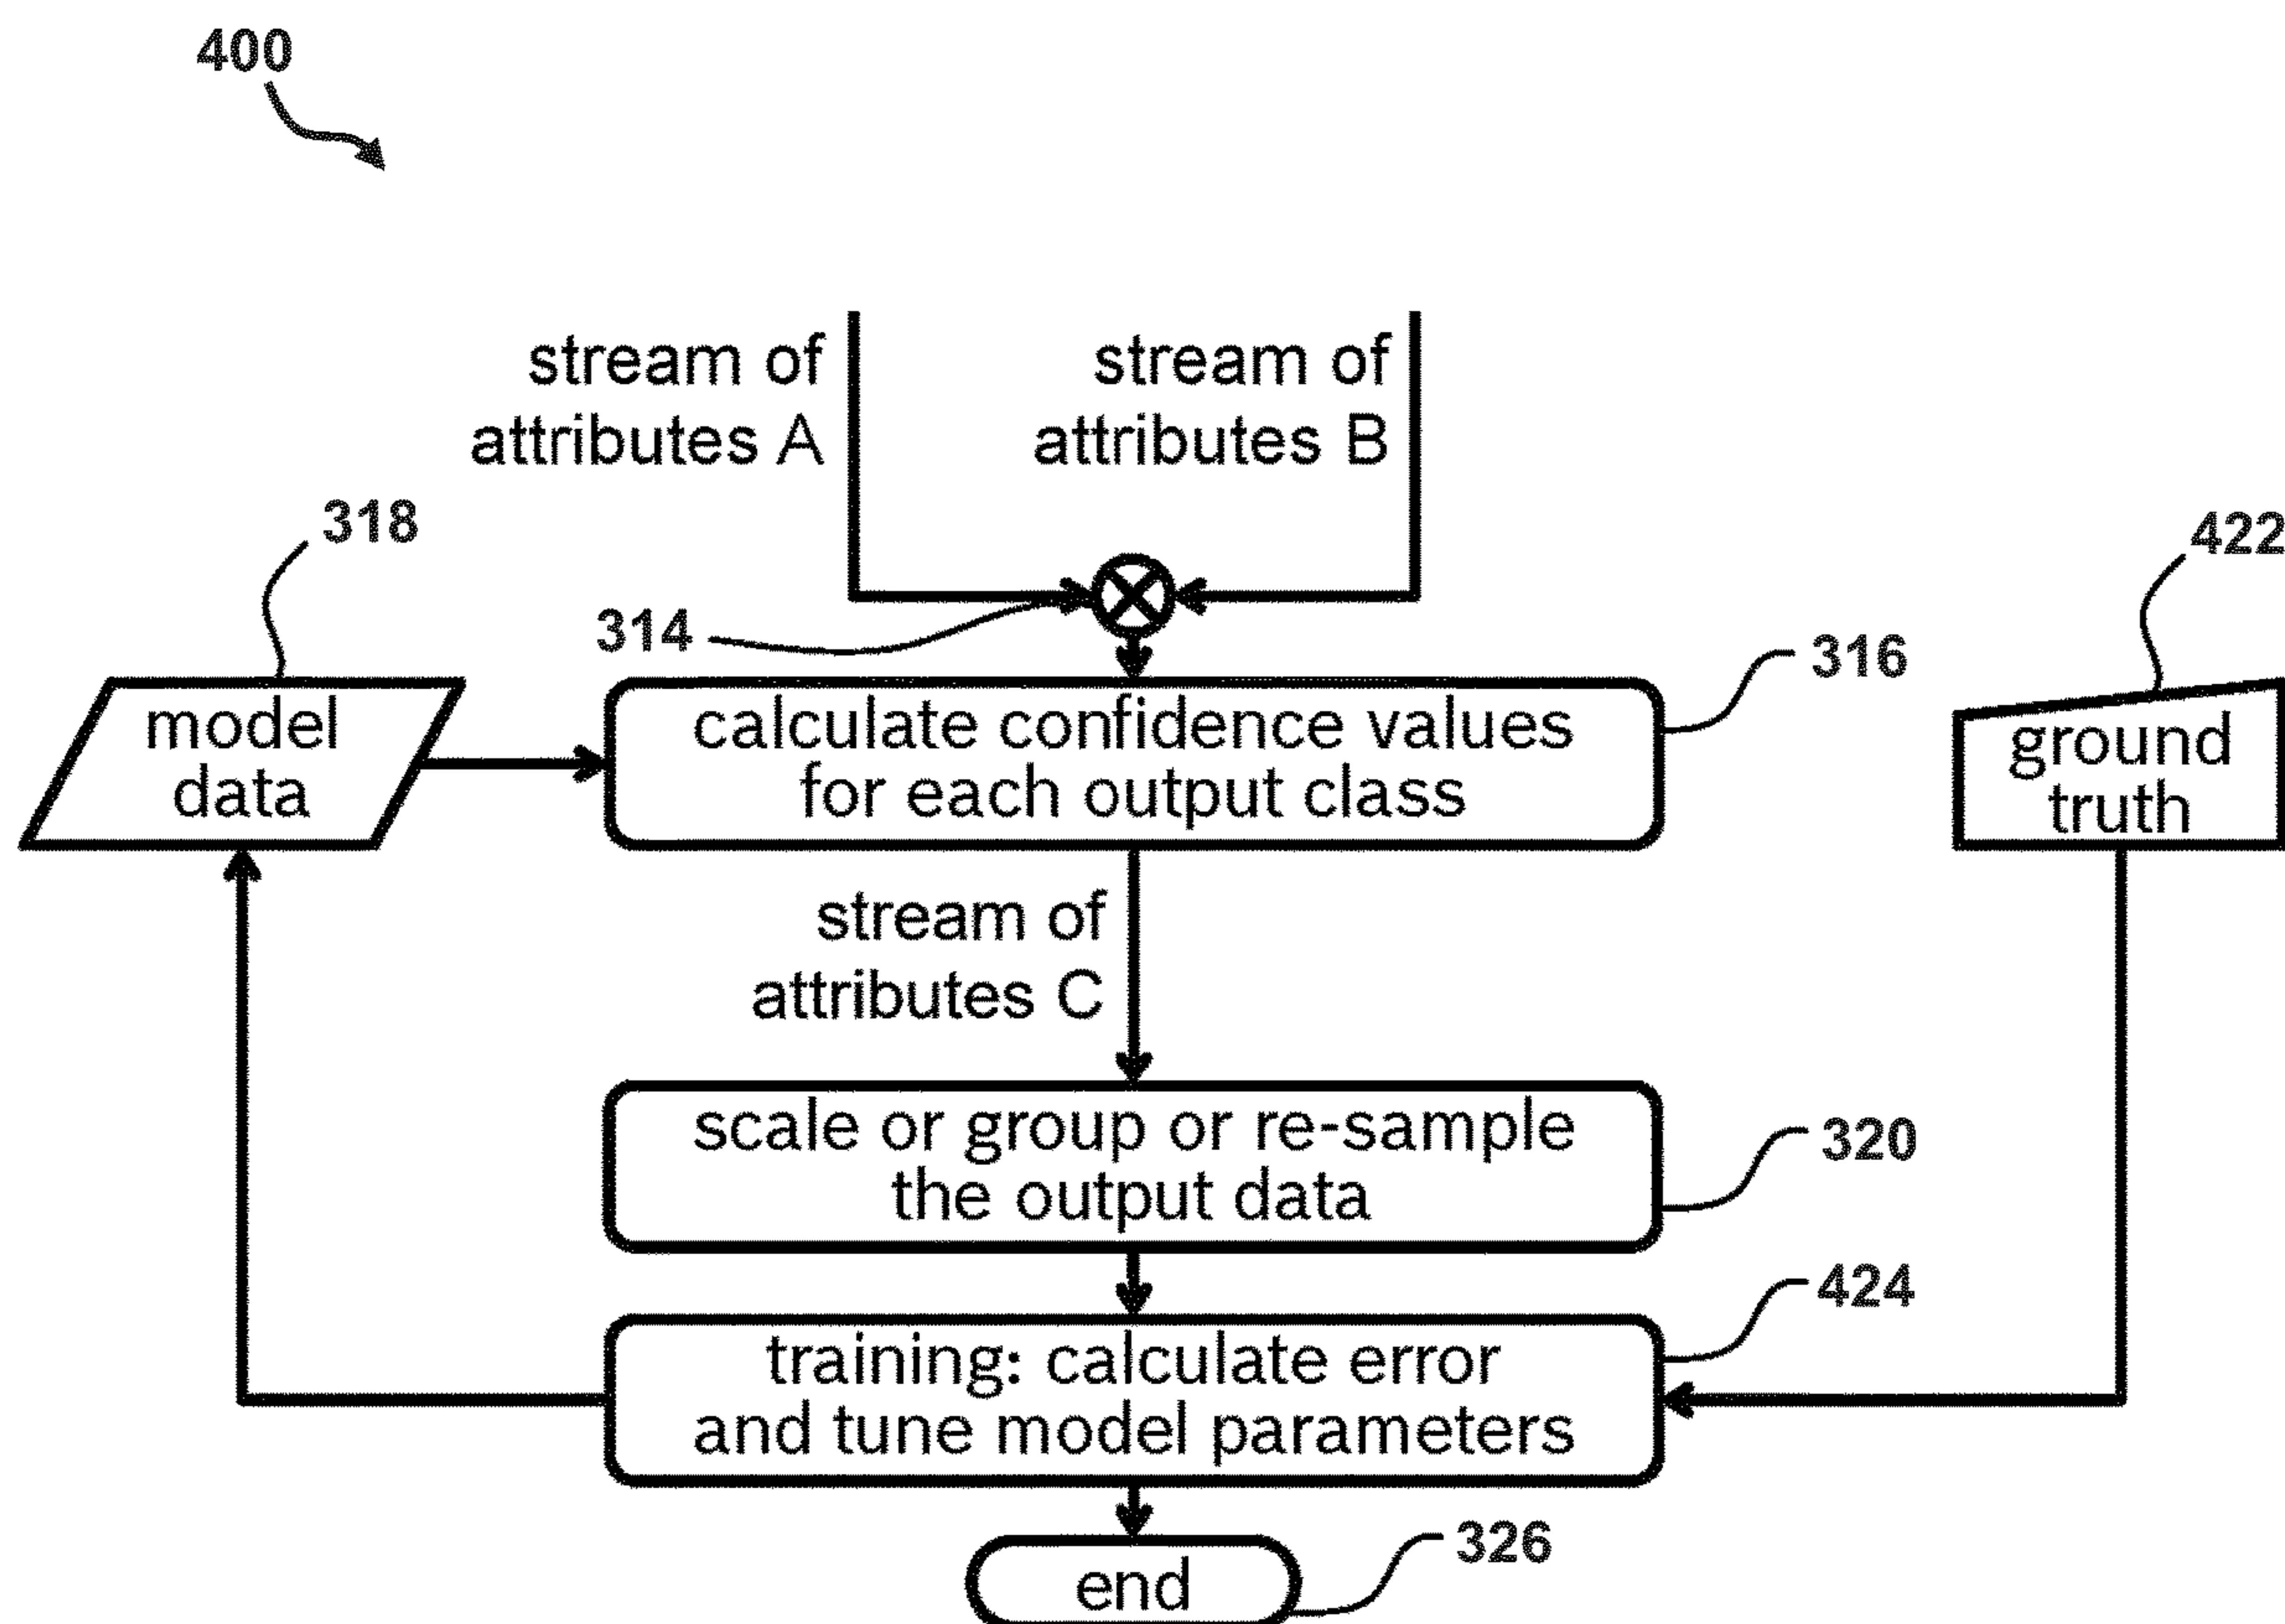 400
stream of
attributes A
stream of
attributes B
318
422
314
316
model
data
calculate confidence values
for each output class
ground
truth
stream of
attributes C
scale or group or re-sample
the output data
320
424
training: calculate error
and tune model parameters
326
end